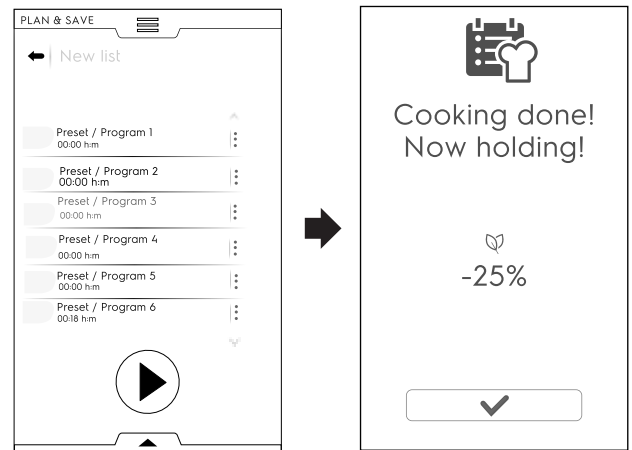 PLAN & SAVE
New list
Preset / Program 1
00:00 h:m
Preset / Program 2
00:00 h:m
Preset / Program 3
00:00 h:m
Preset / Program 4
00:00 h:m
Preset / Program 5
00:00 h:m
Preset / Program 6
00:18 h:m
Cooking done!
Now holding!
-25%